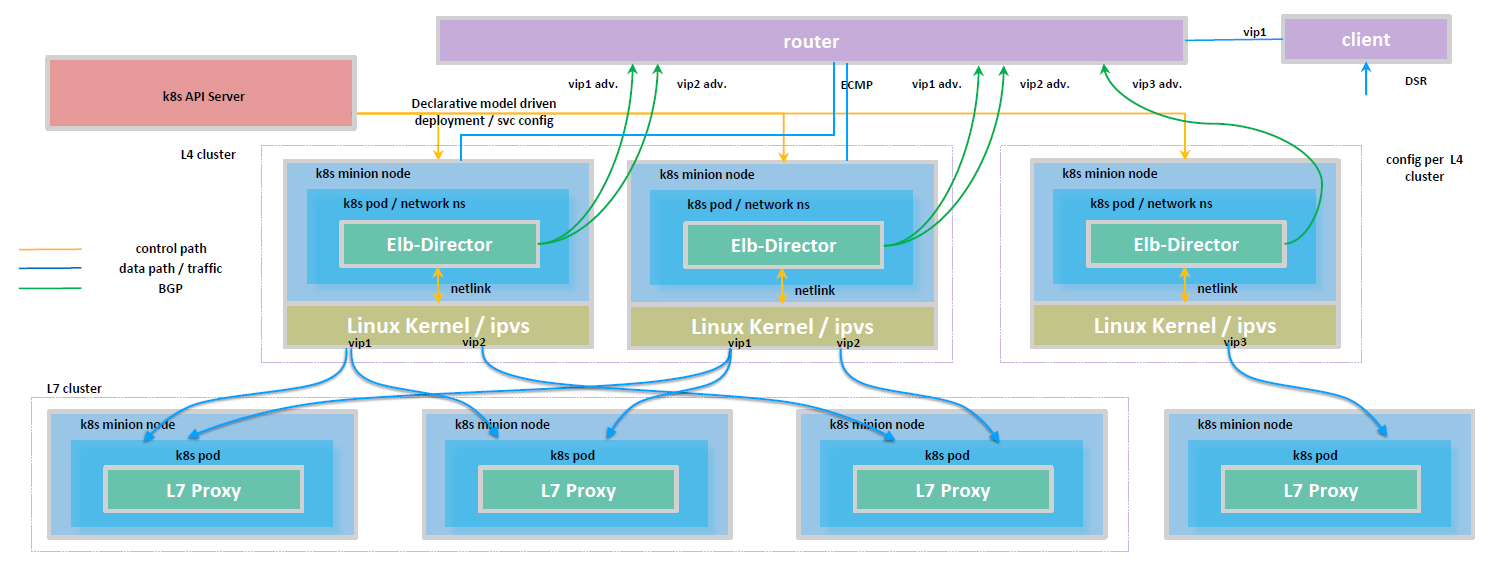 router
vip1
client
k8s API Server
vip1 adv.
vip2 adv.
ECMP
vip1 adv.
vip2 adv.
vip3 adv.
DSR
Declarative model driven
deployment / svc config
L4 cluster
config per L4
cluster
k8s minion node
k8s minion node
k8s minion node
k8s pod / network ns
k8s pod / network ns
k8s pod / network ns
Elb-Director
Elb-Director
Elb-Director
control path
data path / traffic
BGP
netlink
netlink
netlink
Linux Kernel / ipvs
Linux Kernel / ipvs
Linux Kernel / ipvs
vip1
vip2
vip1
vip2
vip3
L7 cluster
k8s minion node
k8s minion node
k8s minion node
k8s minion node
k8s pod
k8s pod
k8s pod
k8s pod
L7 Proxy
L7 Proxy
L7 Proxy
L7 Proxy